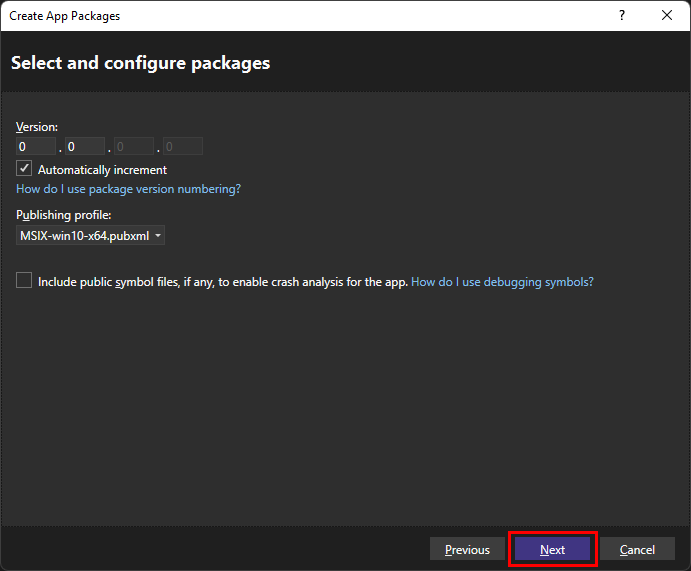 Create App Packages ?
Select and configure packages
Version:
0 . 0 . 0 . 0
Automatically increment
How do I use package version numbering?
Publishing profile:
MSIX-win10-x64.pubxml
Include public symbol files, if any, to enable crash analysis for the app. How do I use debugging symbols?
Previous Next Cancel